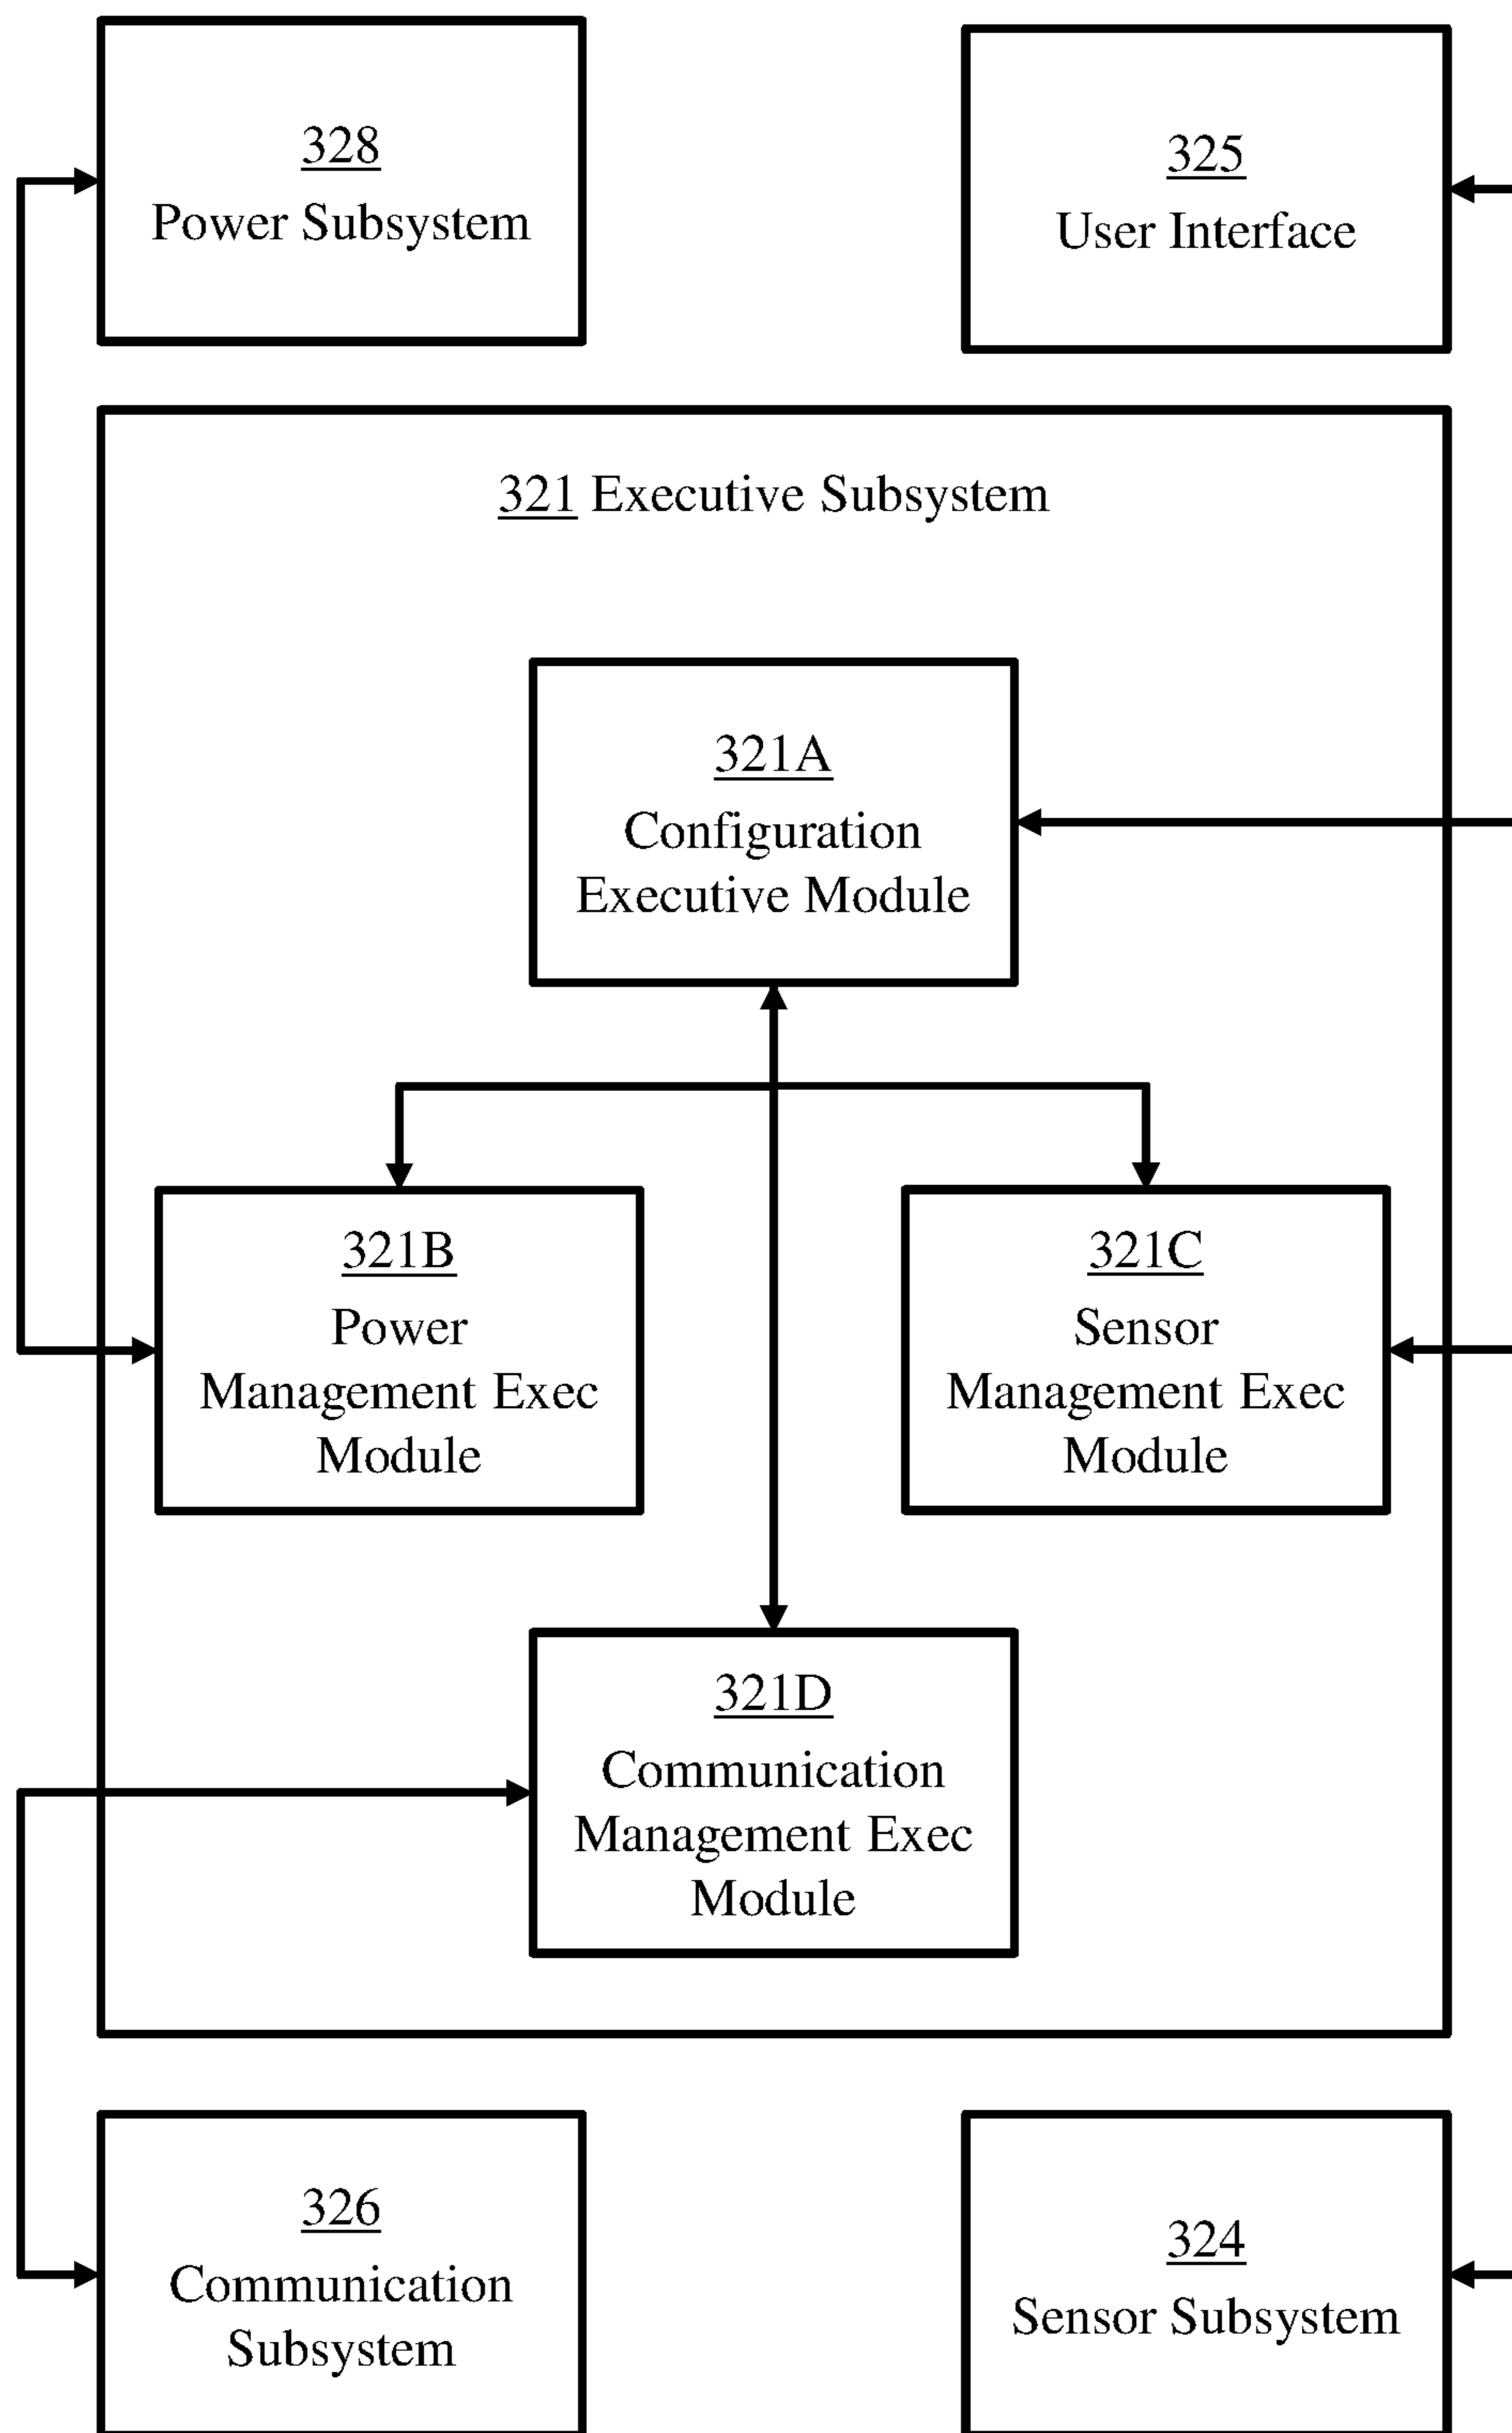 328
Power Subsystem
325
User Interface
321 Executive Subsystem
321A
Configuration
Executive Module
321B
Power
Management Exec
Module
321C
Sensor
Management Exec
Module
321D
Communication
Management Exec
Module
326
Communication
Subsystem
324
Sensor Subsystem